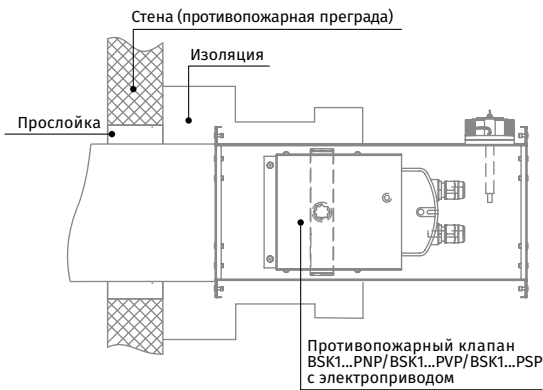 Стена (противопожарная преграда)
Изоляция
Прослойка
Противопожарный клапан
BSK1...PNP/BSK1...PVP/BSK1...PSP
с электроприводом